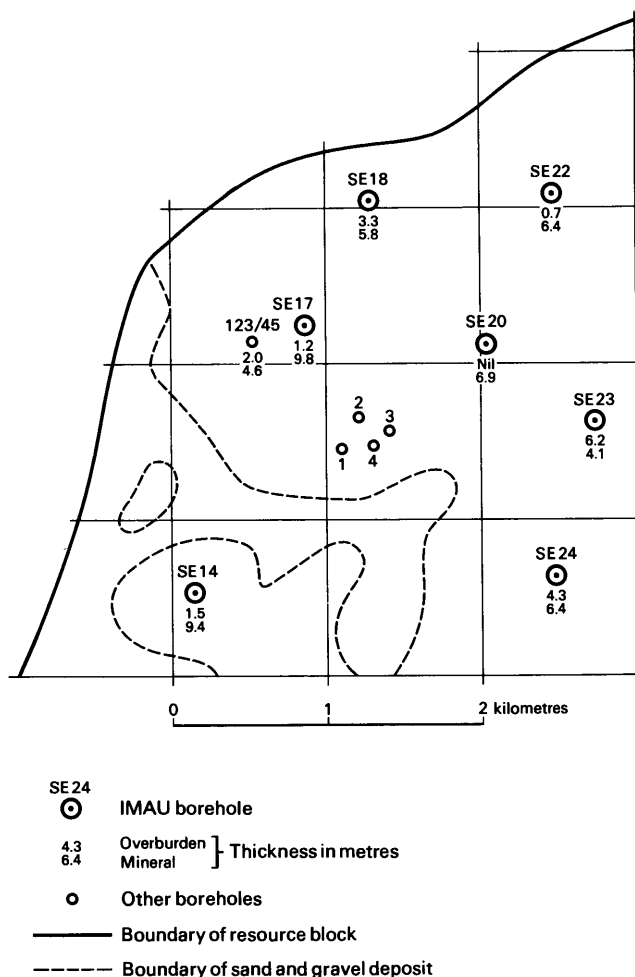 SE18
3.3
5.8
SE22
0.7
6.4
SE17
1.2
9.8
123/45
2.0
4.6
SE20
Nil
6.9
2
3
1
4
SE23
6.2
4.1
SE14
1.5
9.4
SE24
4.3
6.4
0
1
2 kilometres
SE24
IMAU borehole
4.3 Overburden
6.4 Mineral
Thickness in metres
Other boreholes
Boundary of resource block
Boundary of sand and gravel deposit